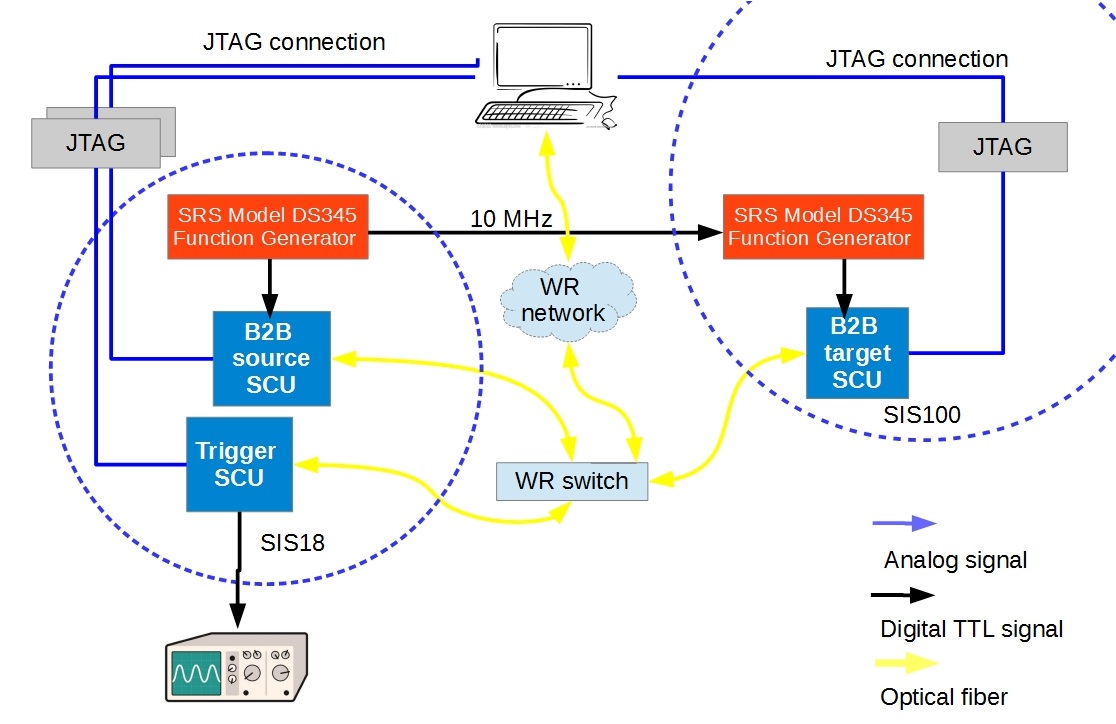 JTAG connection
JTAG connection
JTAG
JTAG
SRS Model DS345
Function Generator
10 MHz
SRS Model DS345
Function Generator
WR
network
B2B
source
SCU
B2B
target
SCU
SIS100
Trigger
SCU
WR switch
SIS18
Analog signal
Digital TTL signal
Optical fiber